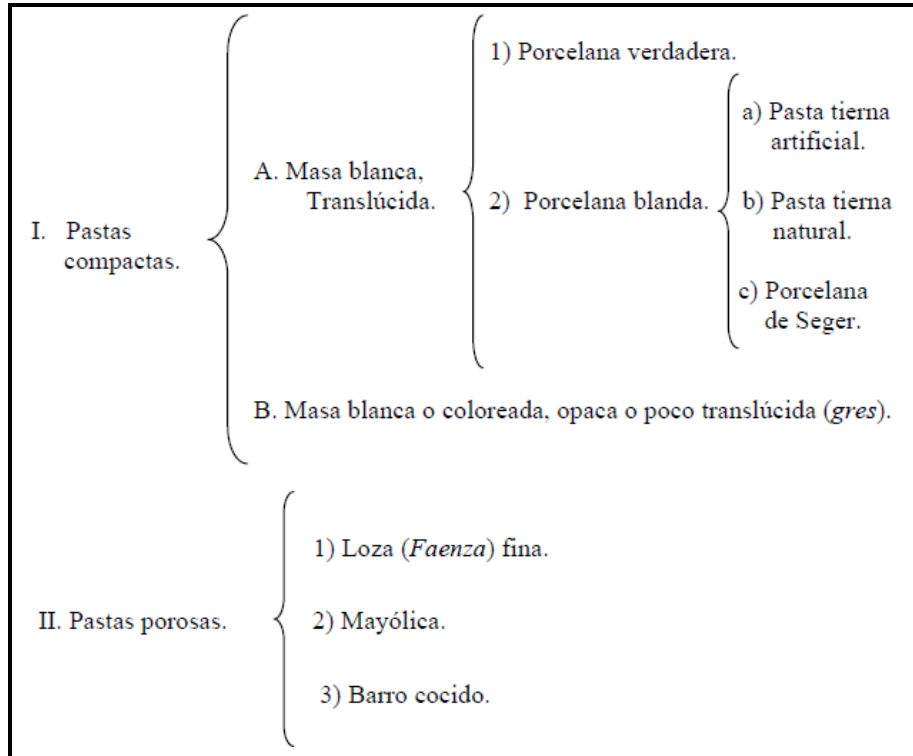 I. Pastas
compactas.
A. Masa blanca,
Translúcida.
1) Porcelana verdadera.
2) Porcelana blanda.
a) Pasta tierna
artificial.
b) Pasta tierna
natural.
c) Porcelana
de Seger.
B. Masa blanca o coloreada, opaca o poco translúcida (gres).
II. Pastas porosas.
1) Loza (Faenza) fina.
2) Mayólica.
3) Barro cocido.